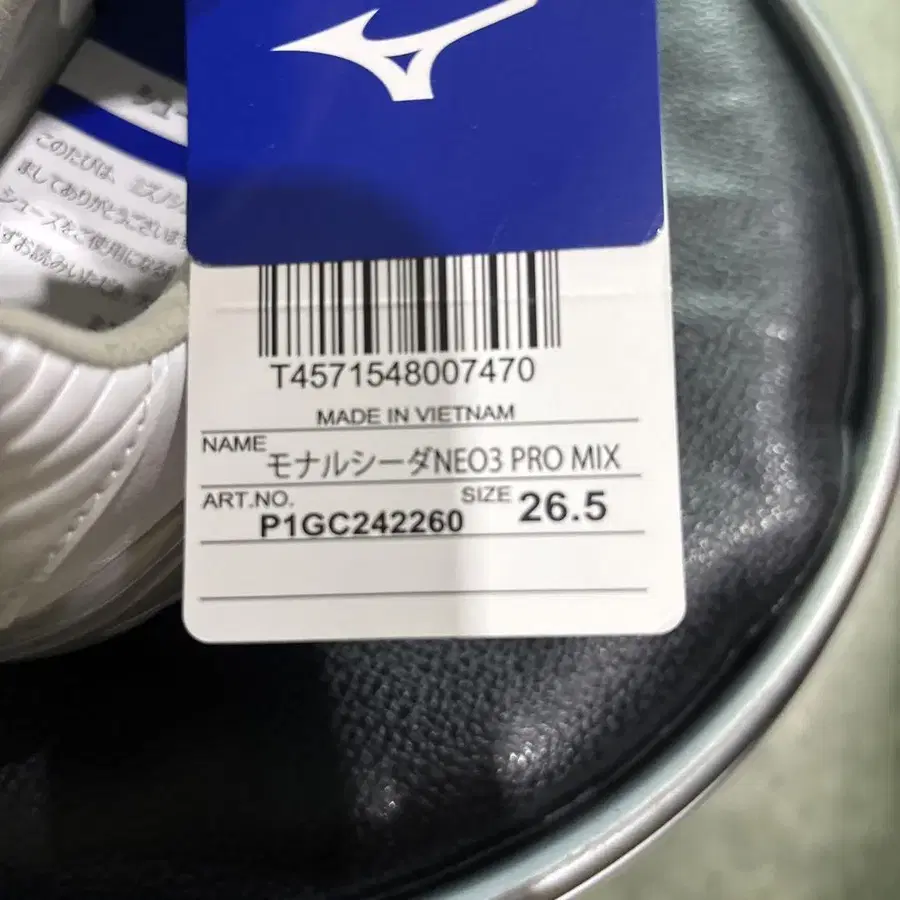 このたびは、ミズノシ
ましてありがとうございま
シューズをご使用になる
ずお読みいただき
T4571548007470
MADE IN VIETNAM
NAME モナルシーダNEO3 PRO MIX
ART.NO. P1GC242260 SIZE 26.5